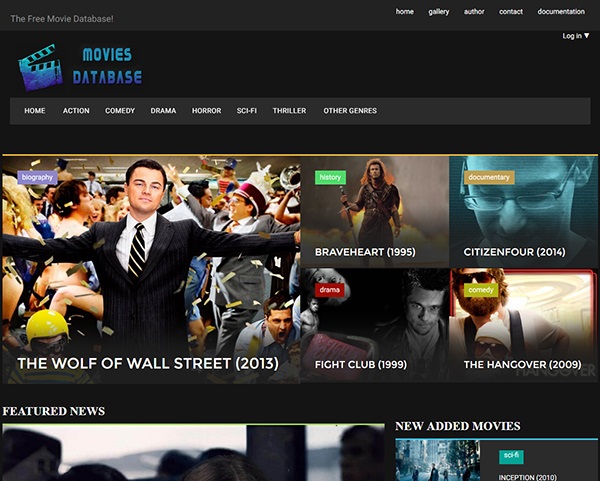 home gallery author contact documentation
The Free Movie Database!
Log in ▼
MOVIES
DATABASE
HOME ACTION COMEDY DRAMA HORROR SCI-FI THRILLER OTHER GENRES
biography
history
documentary
BRAVEHEART (1995)
CITIZENFOUR (2014)
drama
comedy
THE WOLF OF WALL STREET (2013)
FIGHT CLUB (1999)
THE HANGOVER (2009)
HANGOVER
FEATURED NEWS
NEW ADDED MOVIES
sci-fi
INCEPTION (2010)